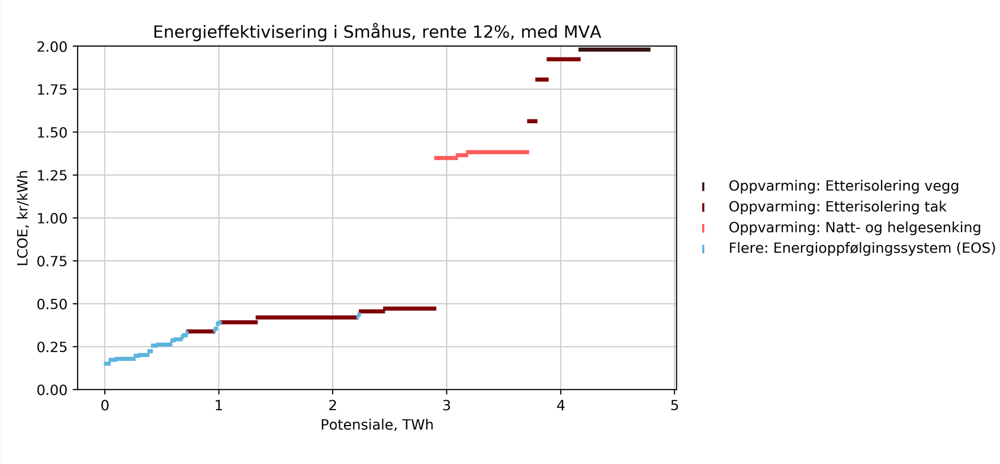 Energieffektivisering i Småhus, rente 12%, med MVA
2.00
1.75
1.50
1.25
1.00
0.75
0.50
0.25
0.00
LCOE, kr/kWh
0 1 2 3 4 5
Potensiale, TWh
Oppvarming: Etterisolering vegg
Oppvarming: Etterisolering tak
Oppvarming: Natt- og helgesenking
Flere: Energioppfølgingssystem (EOS)